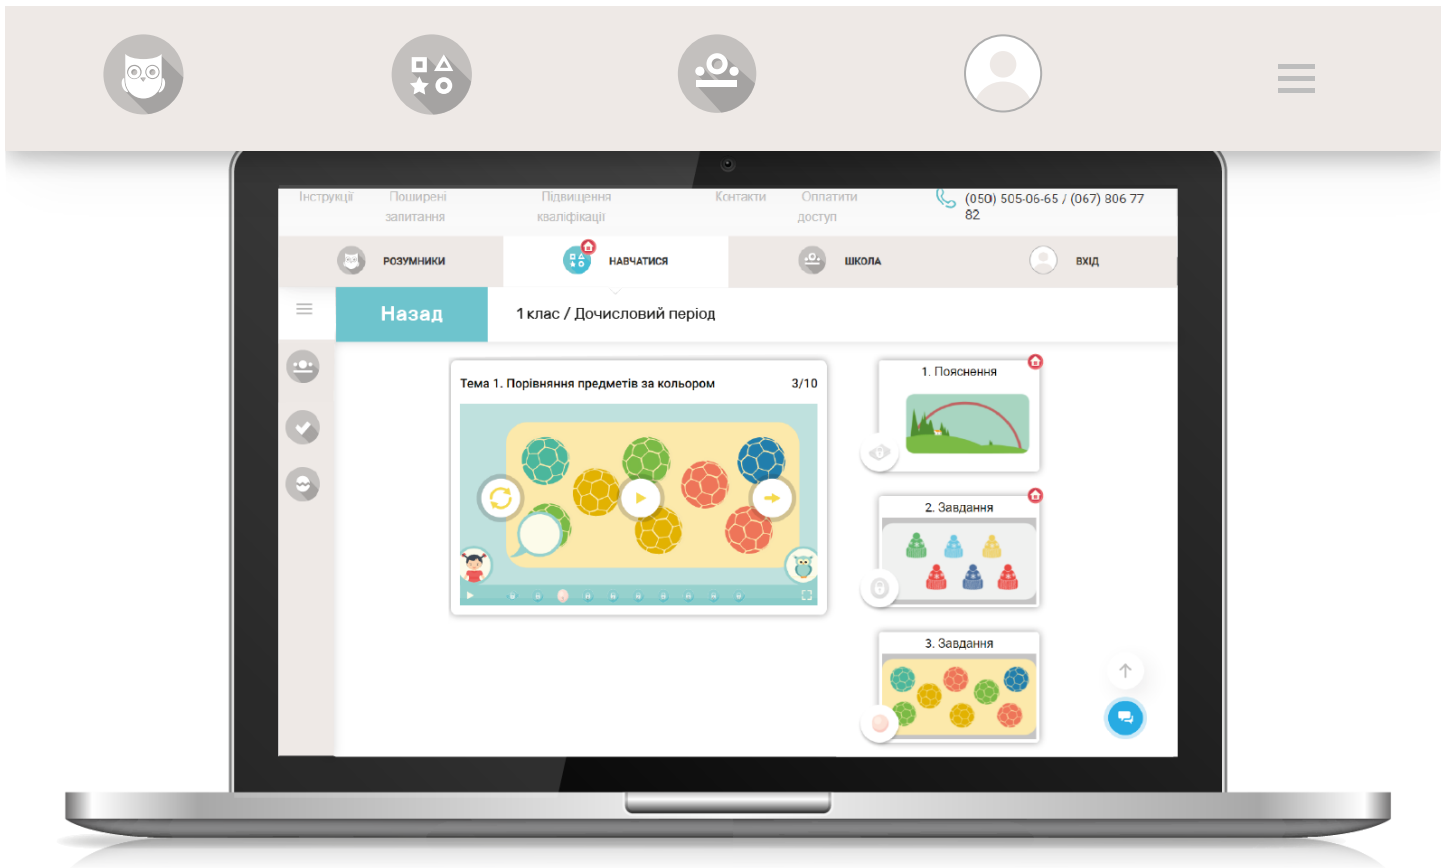 Інструкції
Поширені
запитання
Підвищення
кваліфікації
Контакти
Оплатити
доступ
(050) 505-06-65 / (067) 806 77
82
РОЗУМНИКИ
НАВЧАТИСЯ
ШКОЛА
ВХІД
Назад
1 клас / Дочисловий період
Тема 1. Порівняння предметів за кольором 3/10
1. Пояснення
2. Завдання
3. Завдання